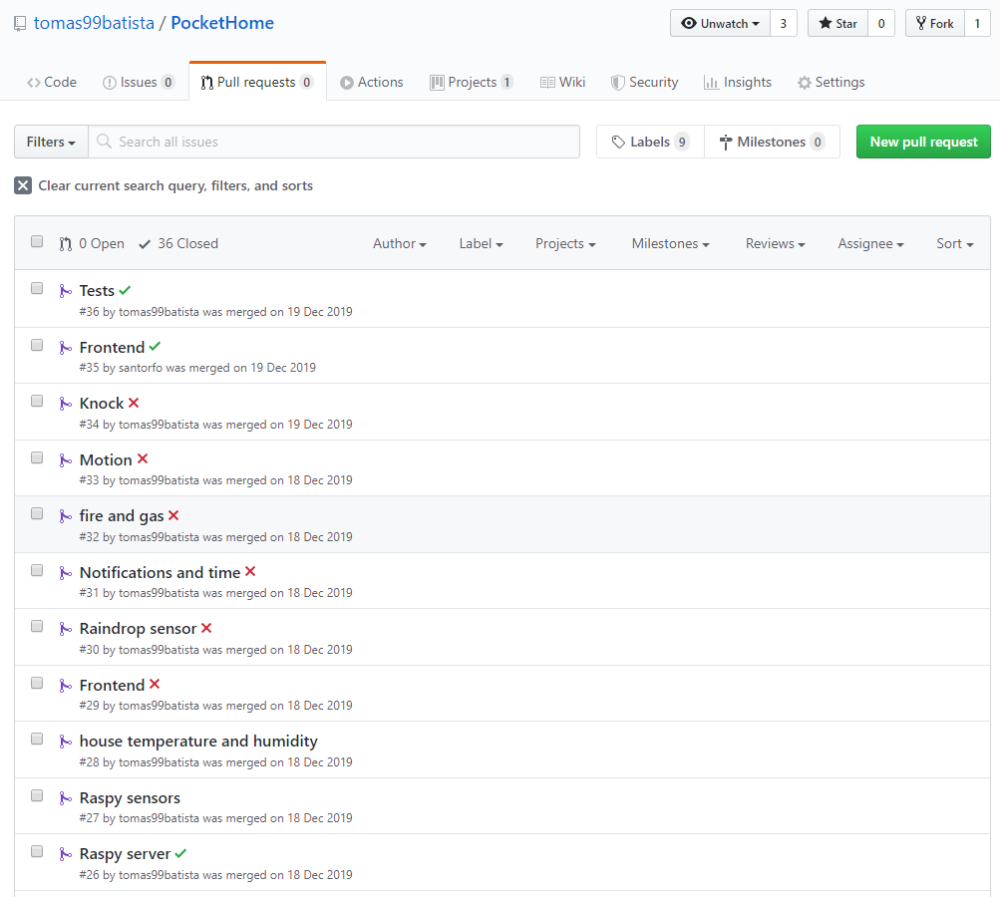 tomas99batista / PocketHome Unwatch 3 Star 0 Fork 1
Code Issues 0 Pull requests 0 Actions Projects 1 Wiki Security Insights Settings
Filters Search all issues Labels 9 Milestones 0 New pull request
Clear current search query, filters, and sorts
0 Open 36 Closed Author Label Projects Milestones Reviews Assignee Sort
Tests
#36 by tomas99batista was merged on 19 Dec 2019
Frontend
#35 by santorfo was merged on 19 Dec 2019
Knock
#34 by tomas99batista was merged on 19 Dec 2019
Motion
#33 by tomas99batista was merged on 18 Dec 2019
fire and gas
#32 by tomas99batista was merged on 18 Dec 2019
Notifications and time
#31 by tomas99batista was merged on 18 Dec 2019
Raindrop sensor
#30 by tomas99batista was merged on 18 Dec 2019
Frontend
#29 by tomas99batista was merged on 18 Dec 2019
house temperature and humidity
#28 by tomas99batista was merged on 18 Dec 2019
Raspy sensors
#27 by tomas99batista was merged on 18 Dec 2019
Raspy server
#26 by tomas99batista was merged on 18 Dec 2019